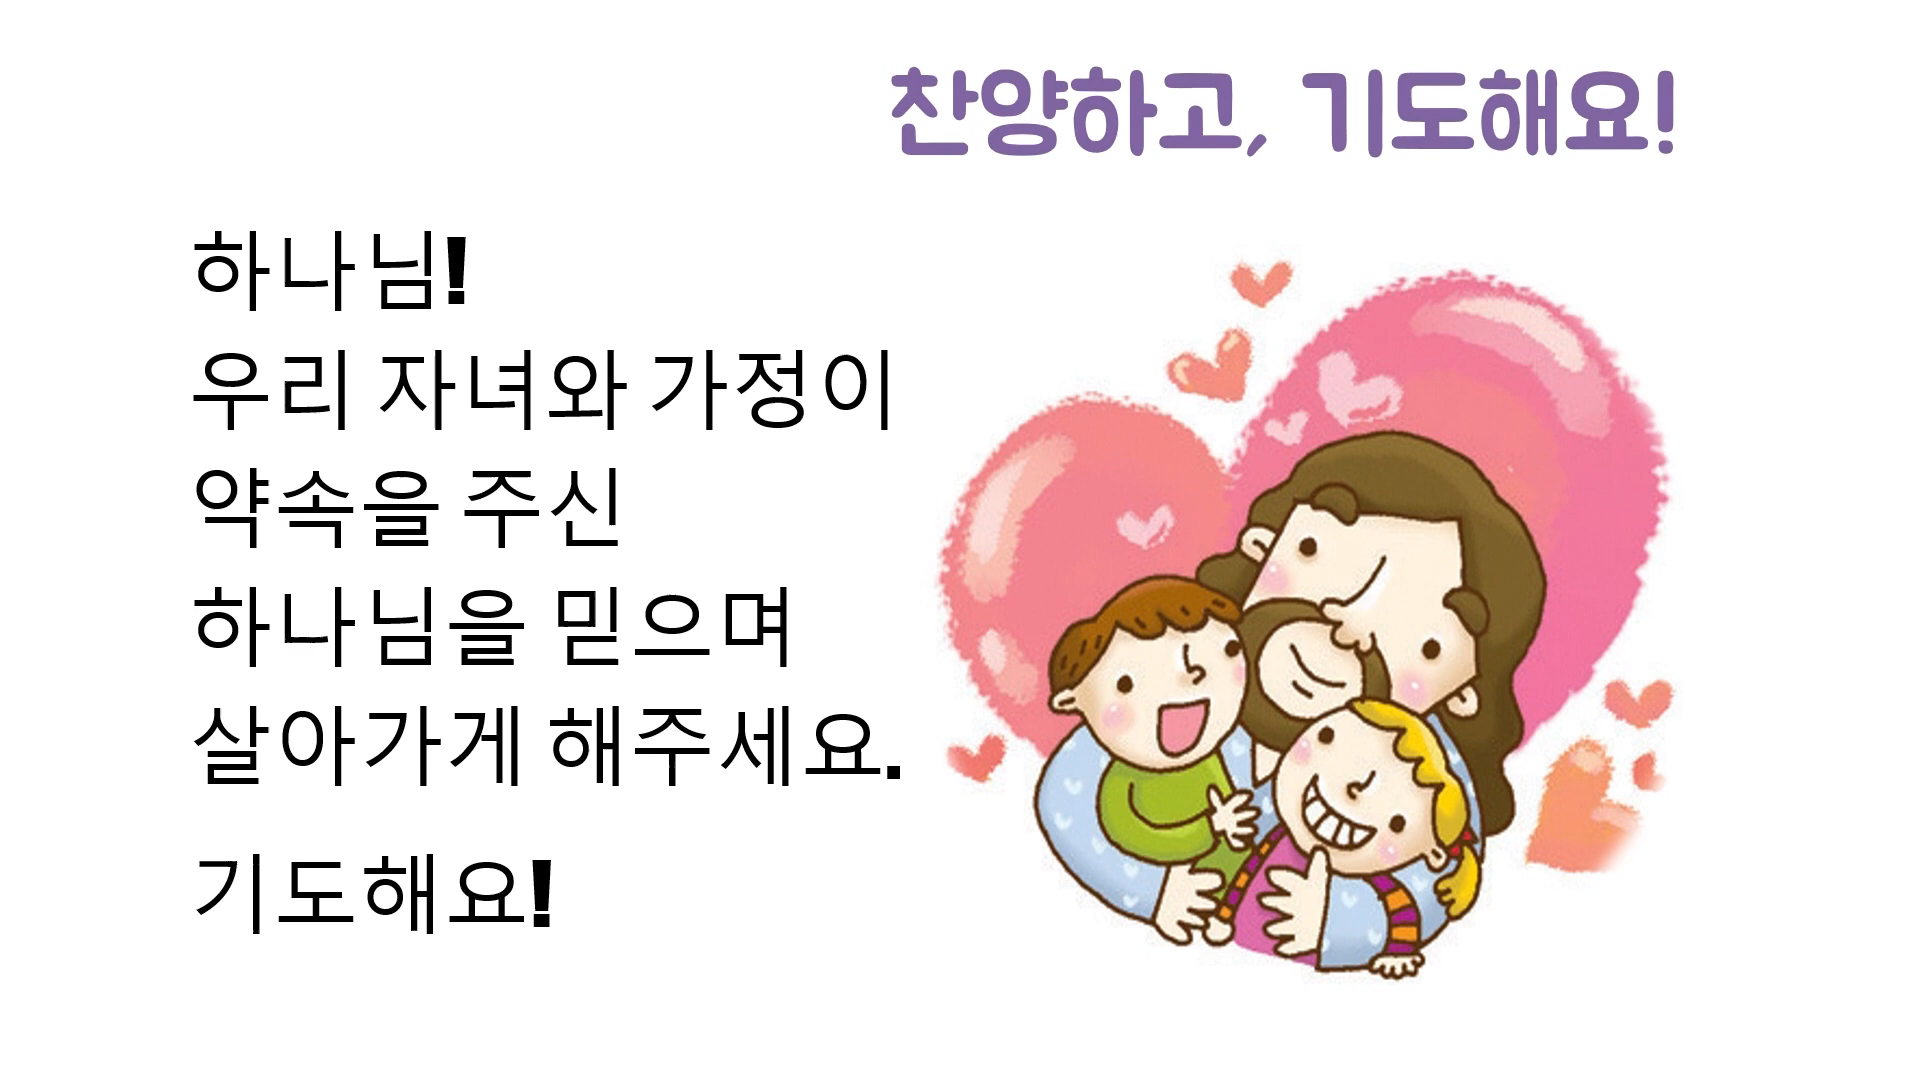 찬양하고, 기도해요!
하나님!
우리 자녀와 가정이
약속을 주신
하나님을 믿으며
살아가게 해주세요.
기도해요!